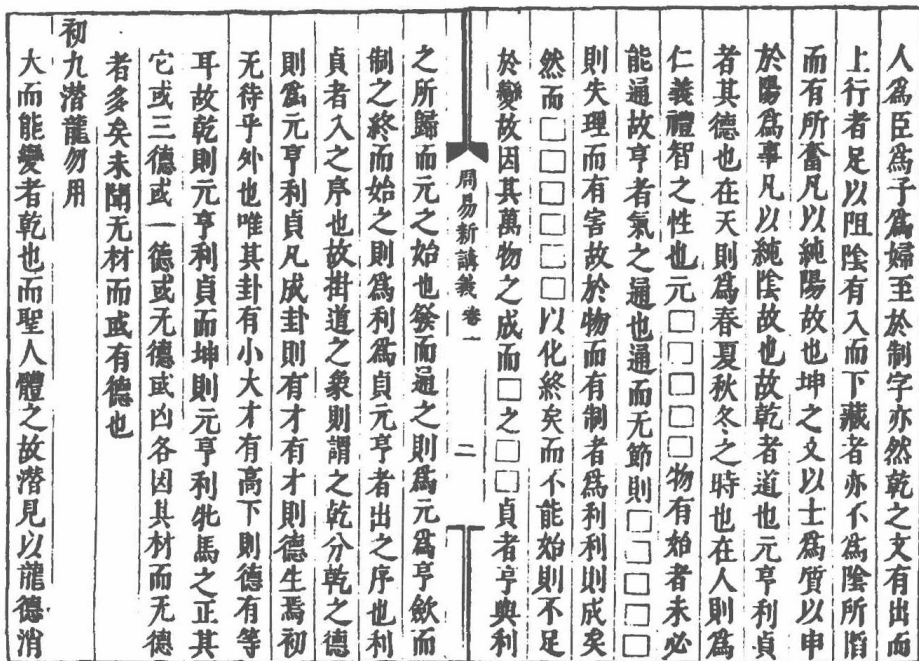 人爲臣爲子爲婦至於制字亦然乾之文有出而
上行者足以阻陰有入而下藏者亦不爲陰所陷
而有所奮凡以純陽故也坤之文以士爲質以申
於陽爲事凡以純陰故也故乾者道也元亨利貞
者其德也在天則爲春夏秋冬之時也在人則爲
仁義禮智之性也元□□□□□物有始者未必
能通故亨者氣之通也通而无節則□□□□□
則失理而有害故於物而有制者爲利利則成矣
然而□□□□□□以化終矣而不能始則不足
於變故因其萬物之成而□之□□貞者亨與利
周易新講義 卷一 二
之所歸而元之始也發而通之則爲元爲亨歛而
制之終而始之則爲利爲貞元亨者出之序也利
貞者入之序也故掛道之象則謂之乾分乾之德
則爲元亨利貞凡成卦則有才有才則德生焉初
无待乎外也唯其卦有小大才有高下則德有等
耳故乾則元亨利貞而坤則元亨利牝馬之正其
它或三德或一德或无德或凶各因其材而无德
者多矣未聞无材而或有德也
初九潛龍勿用
大而能變者乾也而聖人體之故潛見以龍德消